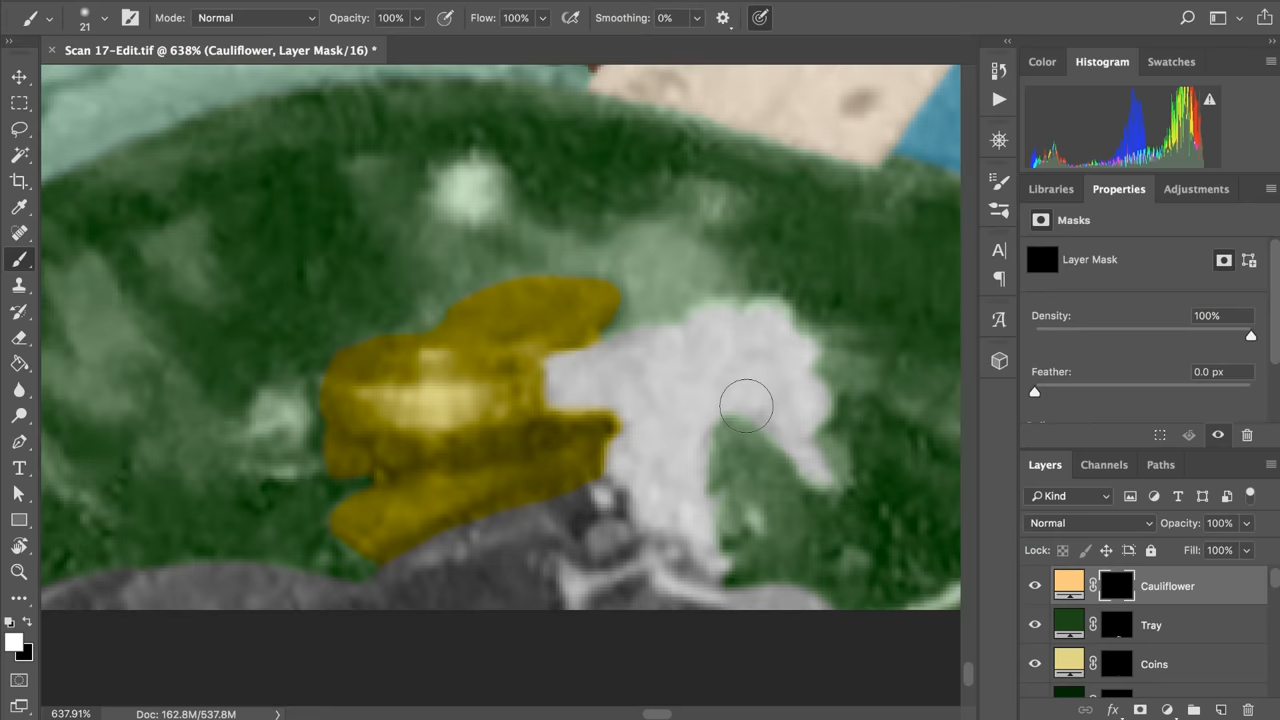 21
Mode: Normal
Opacity: 100%
Flow: 100%
Smoothing: 0%
Scan 17-Edit.tif @ 638% (Cauliflower, Layer Mask/16) *
Color
Histogram
Swatches
Libraries
Properties
Adjustments
Masks
Layer Mask
Density: 100%
Feather: 0.0 px
Layers
Channels
Paths
Kind
Normal
Opacity: 100%
Lock:
Fill: 100%
Cauliflower
Tray
Coins
fx
637.91%
Doc: 162.8M/537.8M